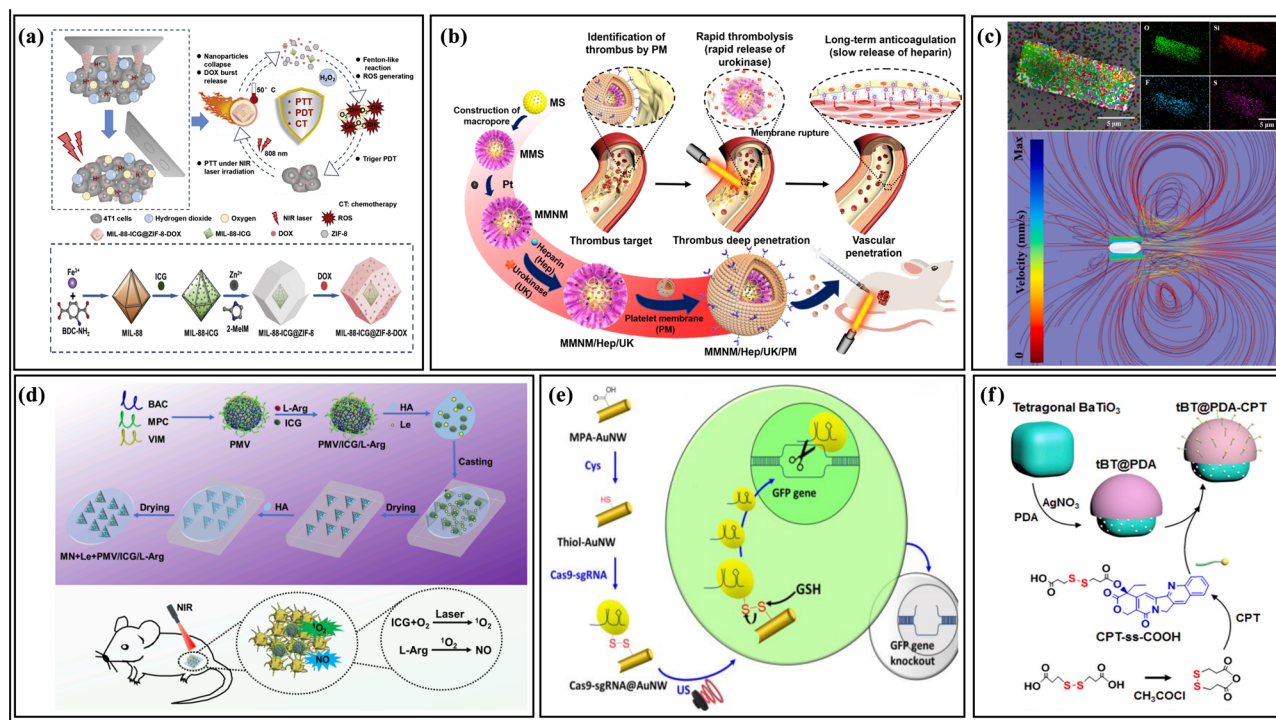 (a)
Nanoparticles
collapse
DOX burst
release
50° C
H₂O₂
Fenton-like
reaction
ROS generating
PTT
PDT
CT
808 nm
PTT under NIR
laser irradiation
Triger PDT
CT: chemotherapy
4T1 cells
Hydrogen dioxide
Oxygen
NIR laser
ROS
MIL-88-ICG@ZIF-8-DOX
MIL-88-ICG
DOX
ZIF-8
Fe³⁺
+
BDC-NH₂
MIL-88
ICG
MIL-88-ICG
Zn²⁺
2-MeIM
MIL-88-ICG@ZIF-8
DOX
MIL-88-ICG@ZIF-8-DOX
(b)
Identification of
thrombus by PM
Rapid thrombolysis
(rapid release of
urokinase)
Long-term anticoagulation
(slow release of heparin)
MS
Construction of
macropore
MMS
Pt
MMNM
Heparin
(Hep)
Urokinase
(UK)
MMNM/Hep/UK
Platelet membrane
(PM)
MMNM/Hep/UK/PM
Membrane rupture
Thrombus target
Thrombus deep penetration
Vascular
penetration
(c)
O
Si
F
S
5 μm
5 μm
Max
Velocity (mm/s)
0
(d)
BAC
MPC
VIM
PMV
L-Arg
ICG
PMV/ICG/L-Arg
HA
Le
Casting
Drying
HA
Drying
MN+Le+PMV/ICG/L-Arg
NIR
¹O₂
NO
ICG+O₂
Laser
¹O₂
L-Arg
¹O₂
NO
(e)
O
OH
MPA-AuNW
Cys
HS
Thiol-AuNW
Cas9-sgRNA
S-S
Cas9-sgRNA@AuNW
US
GFP gene
GSH
S-S
GFP gene
knockout
(f)
Tetragonal BaTiO₃
tBT@PDA-CPT
tBT@PDA
AgNO₃
PDA
HO
O
S-S
O
O
O
O
N
N
O
CPT-ss-COOH
CPT
HO
O
S-S
O
OH
CH₃COCl
S
S
O
O
O